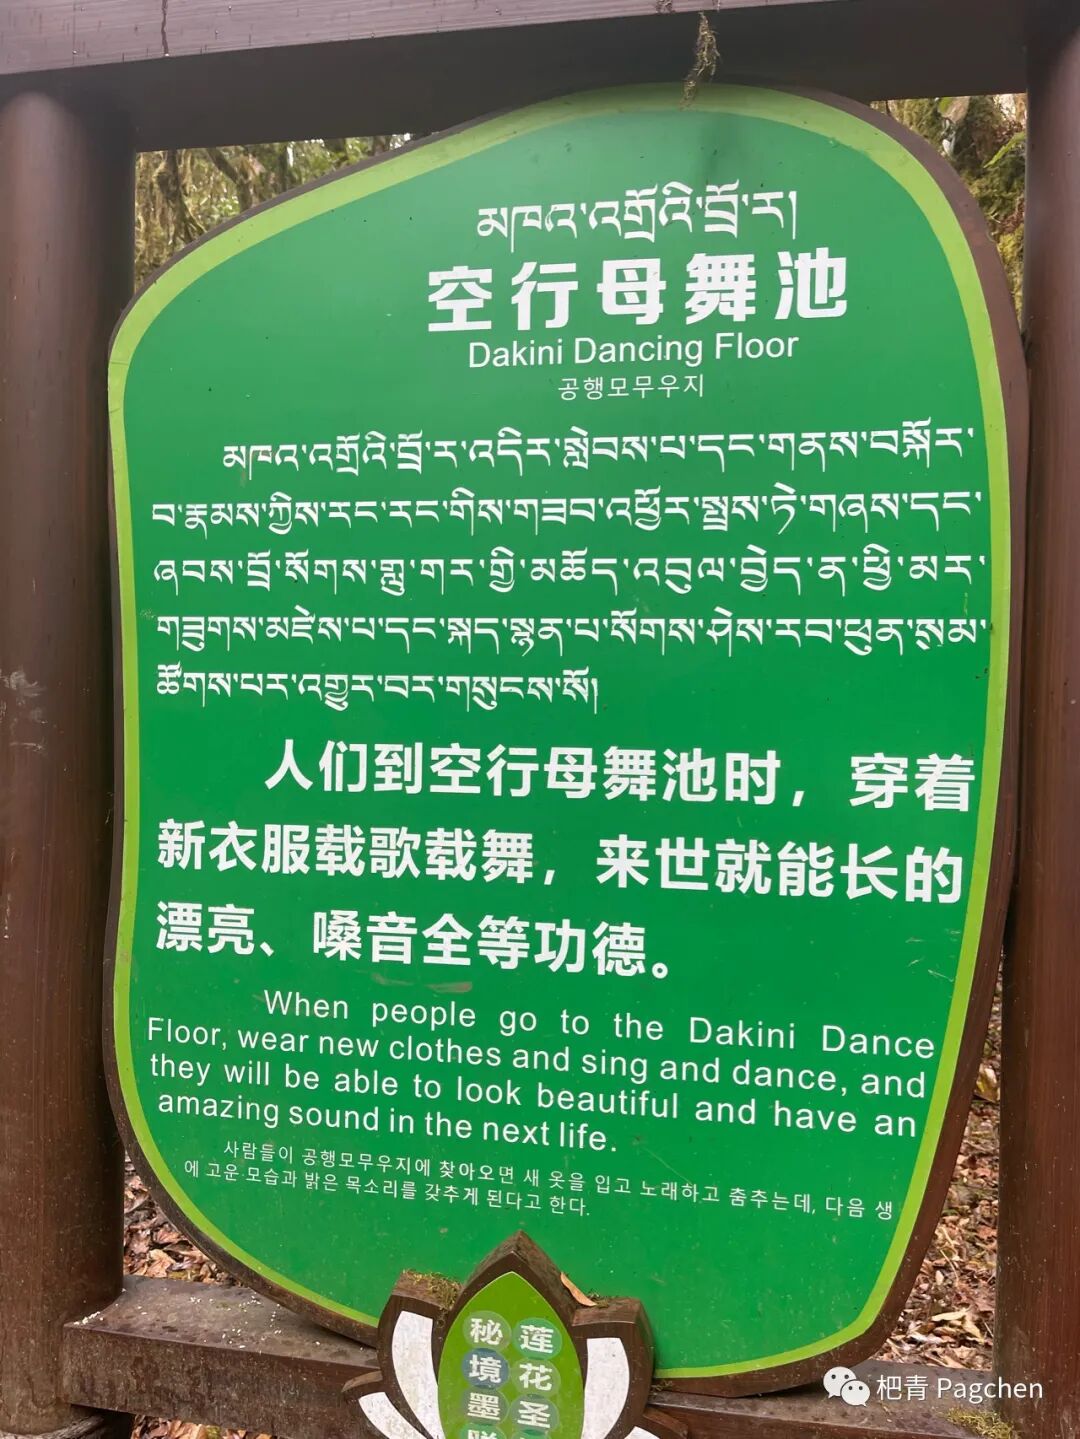 མཁའ་འགྲོའི་བྲོ་ར།
空行母舞池
Dakini Dancing Floor
공행모무우지
མཁའ་འགྲོའི་བྲོ་ར་འདིར་སླེབས་པ་དང་གནས་བསྐོར་
བ་རྣམས་ཀྱིས་རང་རང་གིས་གཟབ་འཕྱོར་སྤྲས་ཏེ་གཞས་དང་
ཞབས་བྲོ་སོགས་གླུ་གར་གྱི་མཆོད་འབུལ་བྱེད་ན་ཕྱི་མར་
གཟུགས་མཛེས་པ་དང་སྐད་སྙན་པ་སོགས་ཤེས་རབ་ཕུན་སུམ་
ཚོགས་པར་འགྱུར་བར་གསུངས་སོ།
人们到空行母舞池时，穿着
新衣服载歌载舞，来世就能长的
漂亮、嗓音全等功德。
When people go to the Dakini Dance
Floor, wear new clothes and sing and dance, and
they will be able to look beautiful and have an
amazing sound in the next life.
사람들이 공행모무우지에 찾아오면 새 옷을 입고 노래하고 춤추는데, 다음 생
에 고운 모습과 밝은 목소리를 갖추게 된다고 한다.
秘境墨
莲花圣
杷青 Pagchen